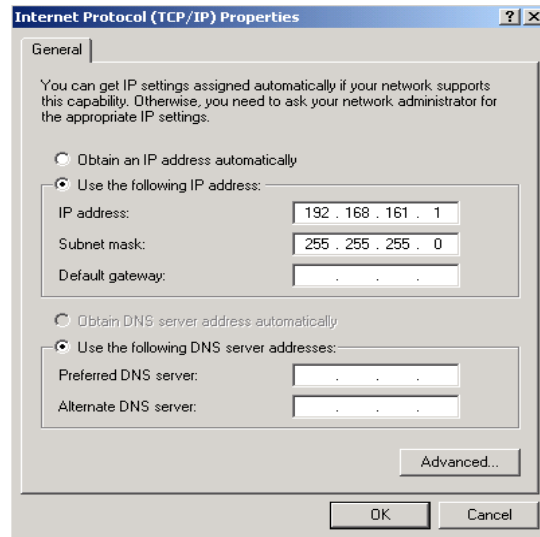 Internet Protocol (TCP/IP) Properties
General
You can get IP settings assigned automatically if your network supports
this capability. Otherwise, you need to ask your network administrator for
the appropriate IP settings.
Obtain an IP address automatically
Use the following IP address:
IP address: 192 . 168 . 161 . 1
Subnet mask: 255 . 255 . 255 . 0
Default gateway: . . .
Obtain DNS server address automatically
Use the following DNS server addresses:
Preferred DNS server: . . .
Alternate DNS server: . . .
Advanced...
OK Cancel